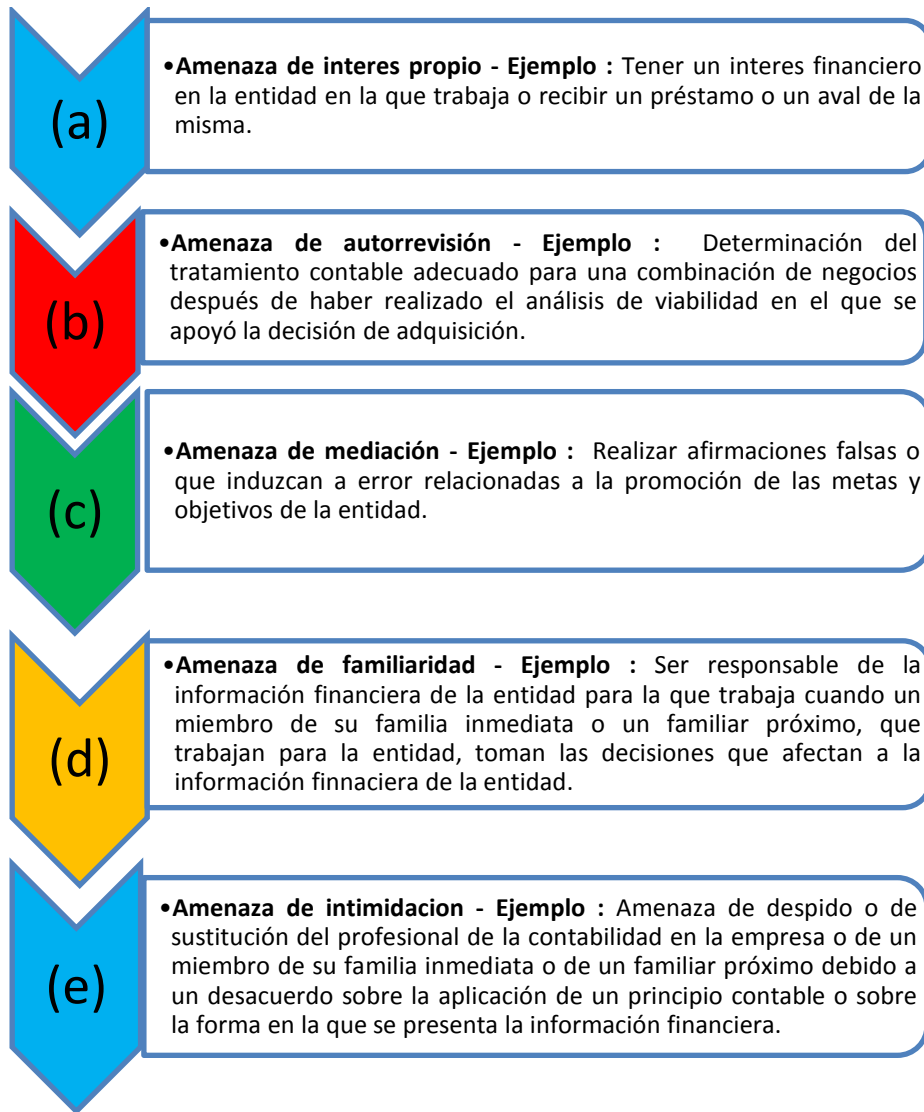 (a)
•Amenaza de interes propio - Ejemplo : Tener un interes financiero
en la entidad en la que trabaja o recibir un préstamo o un aval de la
misma.
(b)
•Amenaza de autorrevisión - Ejemplo : Determinación del
tratamiento contable adecuado para una combinación de negocios
después de haber realizado el análisis de viabilidad en el que se
apoyó la decisión de adquisición.
(c)
•Amenaza de mediación - Ejemplo : Realizar afirmaciones falsas o
que induzcan a error relacionadas a la promoción de las metas y
objetivos de la entidad.
(d)
•Amenaza de familiaridad - Ejemplo : Ser responsable de la
información financiera de la entidad para la que trabaja cuando un
miembro de su familia inmediata o un familiar próximo, que
trabajan para la entidad, toman las decisiones que afectan a la
información finnaciera de la entidad.
(e)
•Amenaza de intimidacion - Ejemplo : Amenaza de despido o de
sustitución del profesional de la contabilidad en la empresa o de un
miembro de su familia inmediata o de un familiar próximo debido a
un desacuerdo sobre la aplicación de un principio contable o sobre
la forma en la que se presenta la información financiera.